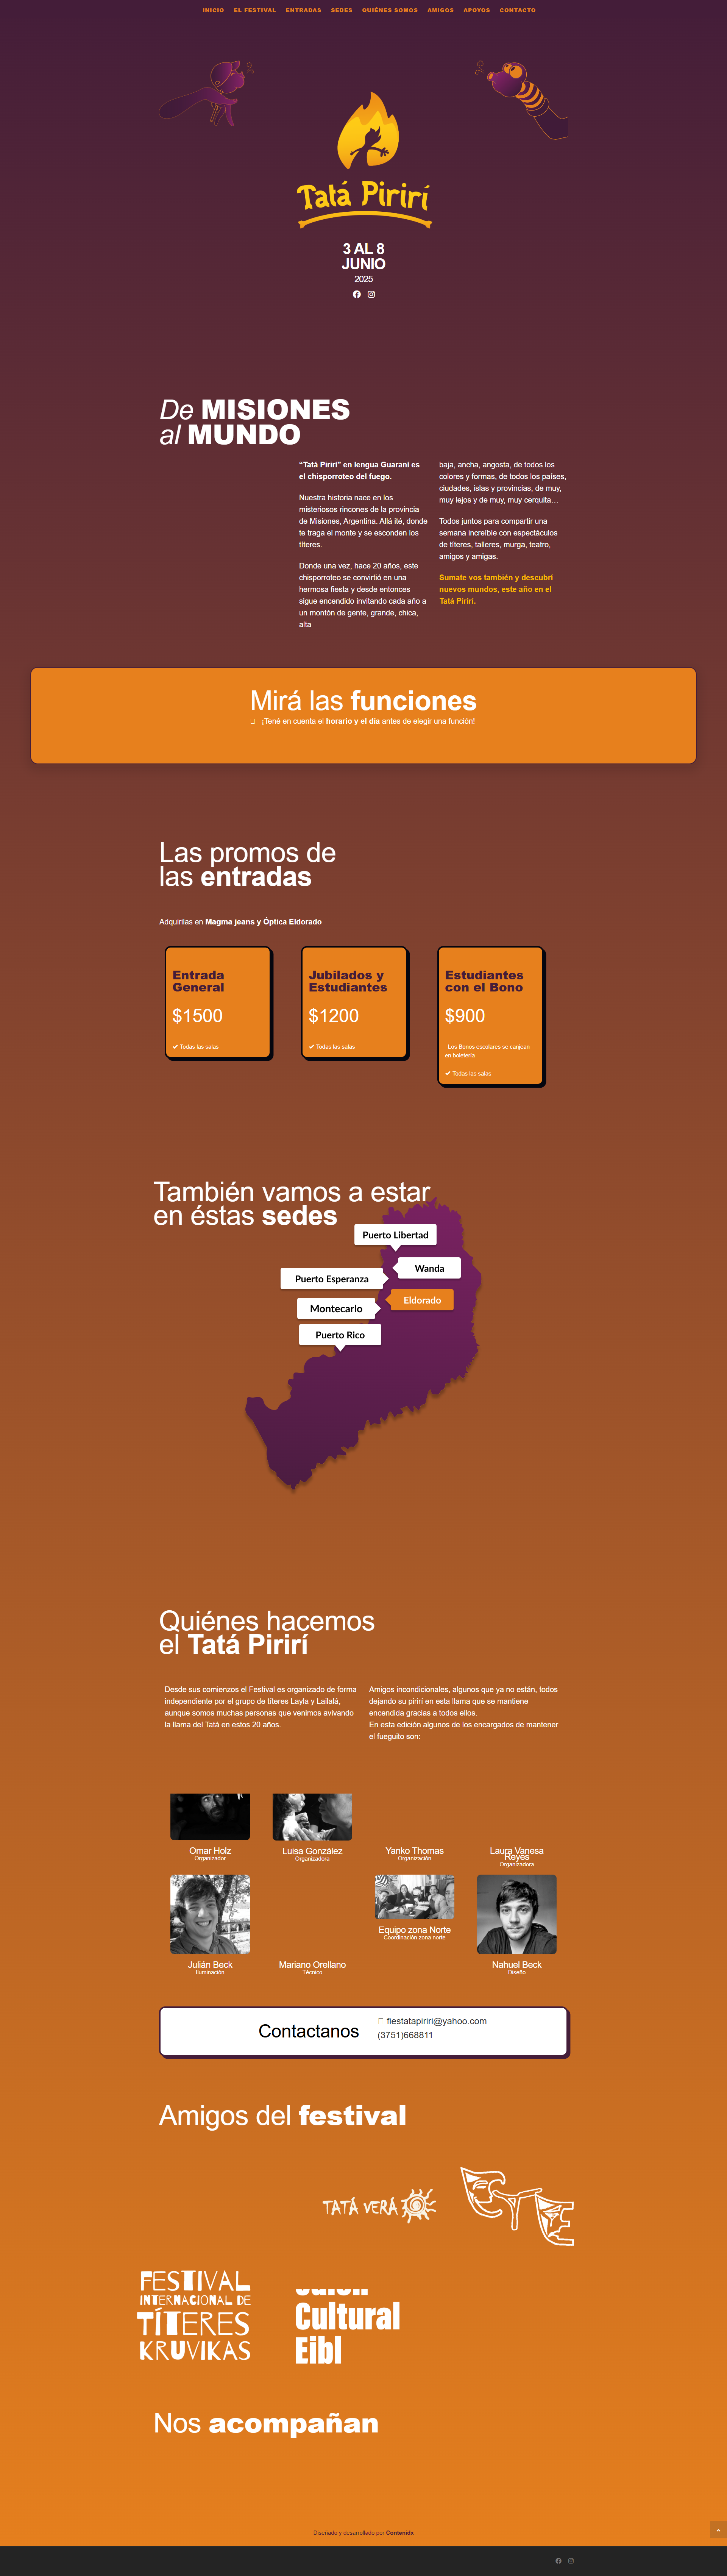 INICIO EL FESTIVAL ENTRADAS SEDES QUIÉNES SOMOS AMIGOS APOYOS CONTACTO
Tatá Pirirí
3 AL 8
JUNIO
2025
De MISIONES
al MUNDO
“Tatá Pirirí” en lengua Guaraní es
el chisporroteo del fuego.
Nuestra historia nace en los
misteriosos rincones de la provincia
de Misiones, Argentina. Allá ité, donde
te traga el monte y se esconden los
títeres.
Donde una vez, hace 20 años, este
chisporroteo se convirtió en una
hermosa fiesta y desde entonces
sigue encendido invitando cada año a
un montón de gente, grande, chica,
alta
baja, ancha, angosta, de todos los
colores y formas, de todos los países,
ciudades, islas y provincias, de muy,
muy lejos y de muy, muy cerquita…
Todos juntos para compartir una
semana increíble con espectáculos
de títeres, talleres, murga, teatro,
amigos y amigas.
Sumate vos también y descubrí
nuevos mundos, este año en el
Tatá Pirirí.
Mirá las funciones
¡Tené en cuenta el horario y el día antes de elegir una función!
Las promos de
las entradas
Adquirilas en Magma jeans y Óptica Eldorado
Entrada
General
$1500
Todas las salas
Jubilados y
Estudiantes
$1200
Todas las salas
Estudiantes
con el Bono
$900
Los Bonos escolares se canjean
en boletería
Todas las salas
También vamos a estar
en éstas sedes
Puerto Libertad
Wanda
Puerto Esperanza
Eldorado
Montecarlo
Puerto Rico
Quiénes hacemos
el Tatá Pirirí
Desde sus comienzos el Festival es organizado de forma
independiente por el grupo de títeres Layla y Lailalá,
aunque somos muchas personas que venimos avivando
la llama del Tatá en estos 20 años.
Amigos incondicionales, algunos que ya no están, todos
dejando su pirirí en esta llama que se mantiene
encendida gracias a todos ellos.
En esta edición algunos de los encargados de mantener
el fueguito son:
Omar Holz
Organizador
Luisa González
Organizadora
Yanko Thomas
Organización
Laura Vanesa
Reyes
Organizadora
Julián Beck
Iluminación
Mariano Orellano
Técnico
Equipo zona Norte
Coordinación zona norte
Nahuel Beck
Diseño
Contactanos
fiestatapiriri@yahoo.com
(3751)668811
Amigos del festival
TATÁ VERÁ
FESTIVAL
INTERNACIONAL DE
TÍTERES
KRUVIKAS
Salón
Cultural
Eibl
Nos acompañan
Diseñado y desarrollado por Contenido